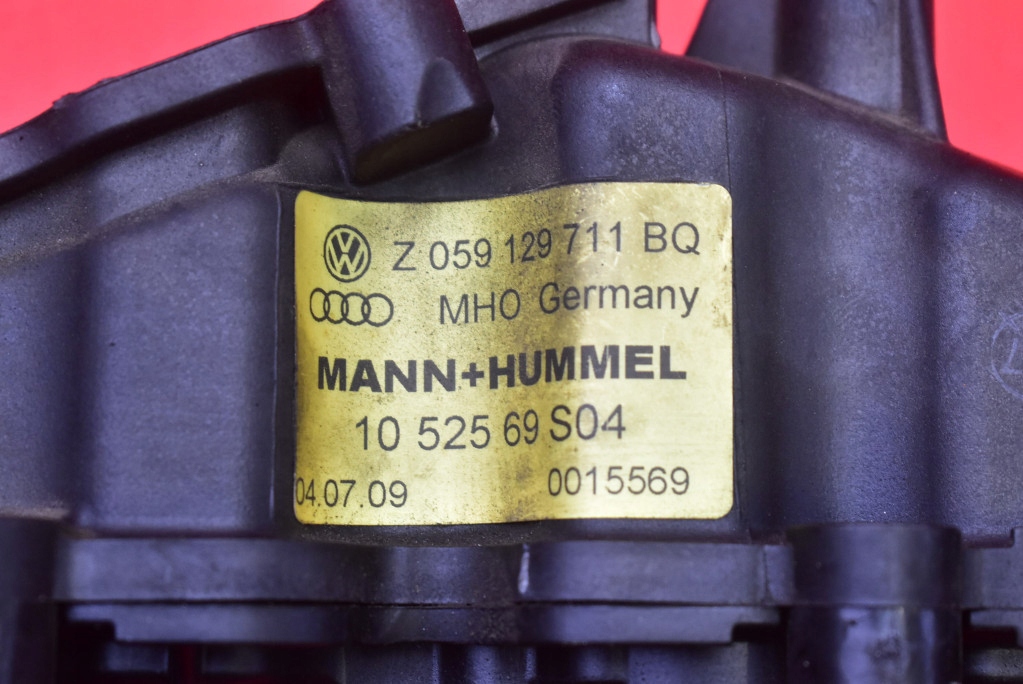 Z 059 129 711 BQ
MHO Germany
MANN+HUMMEL
10 525 69 S04
04.07.09 0015569